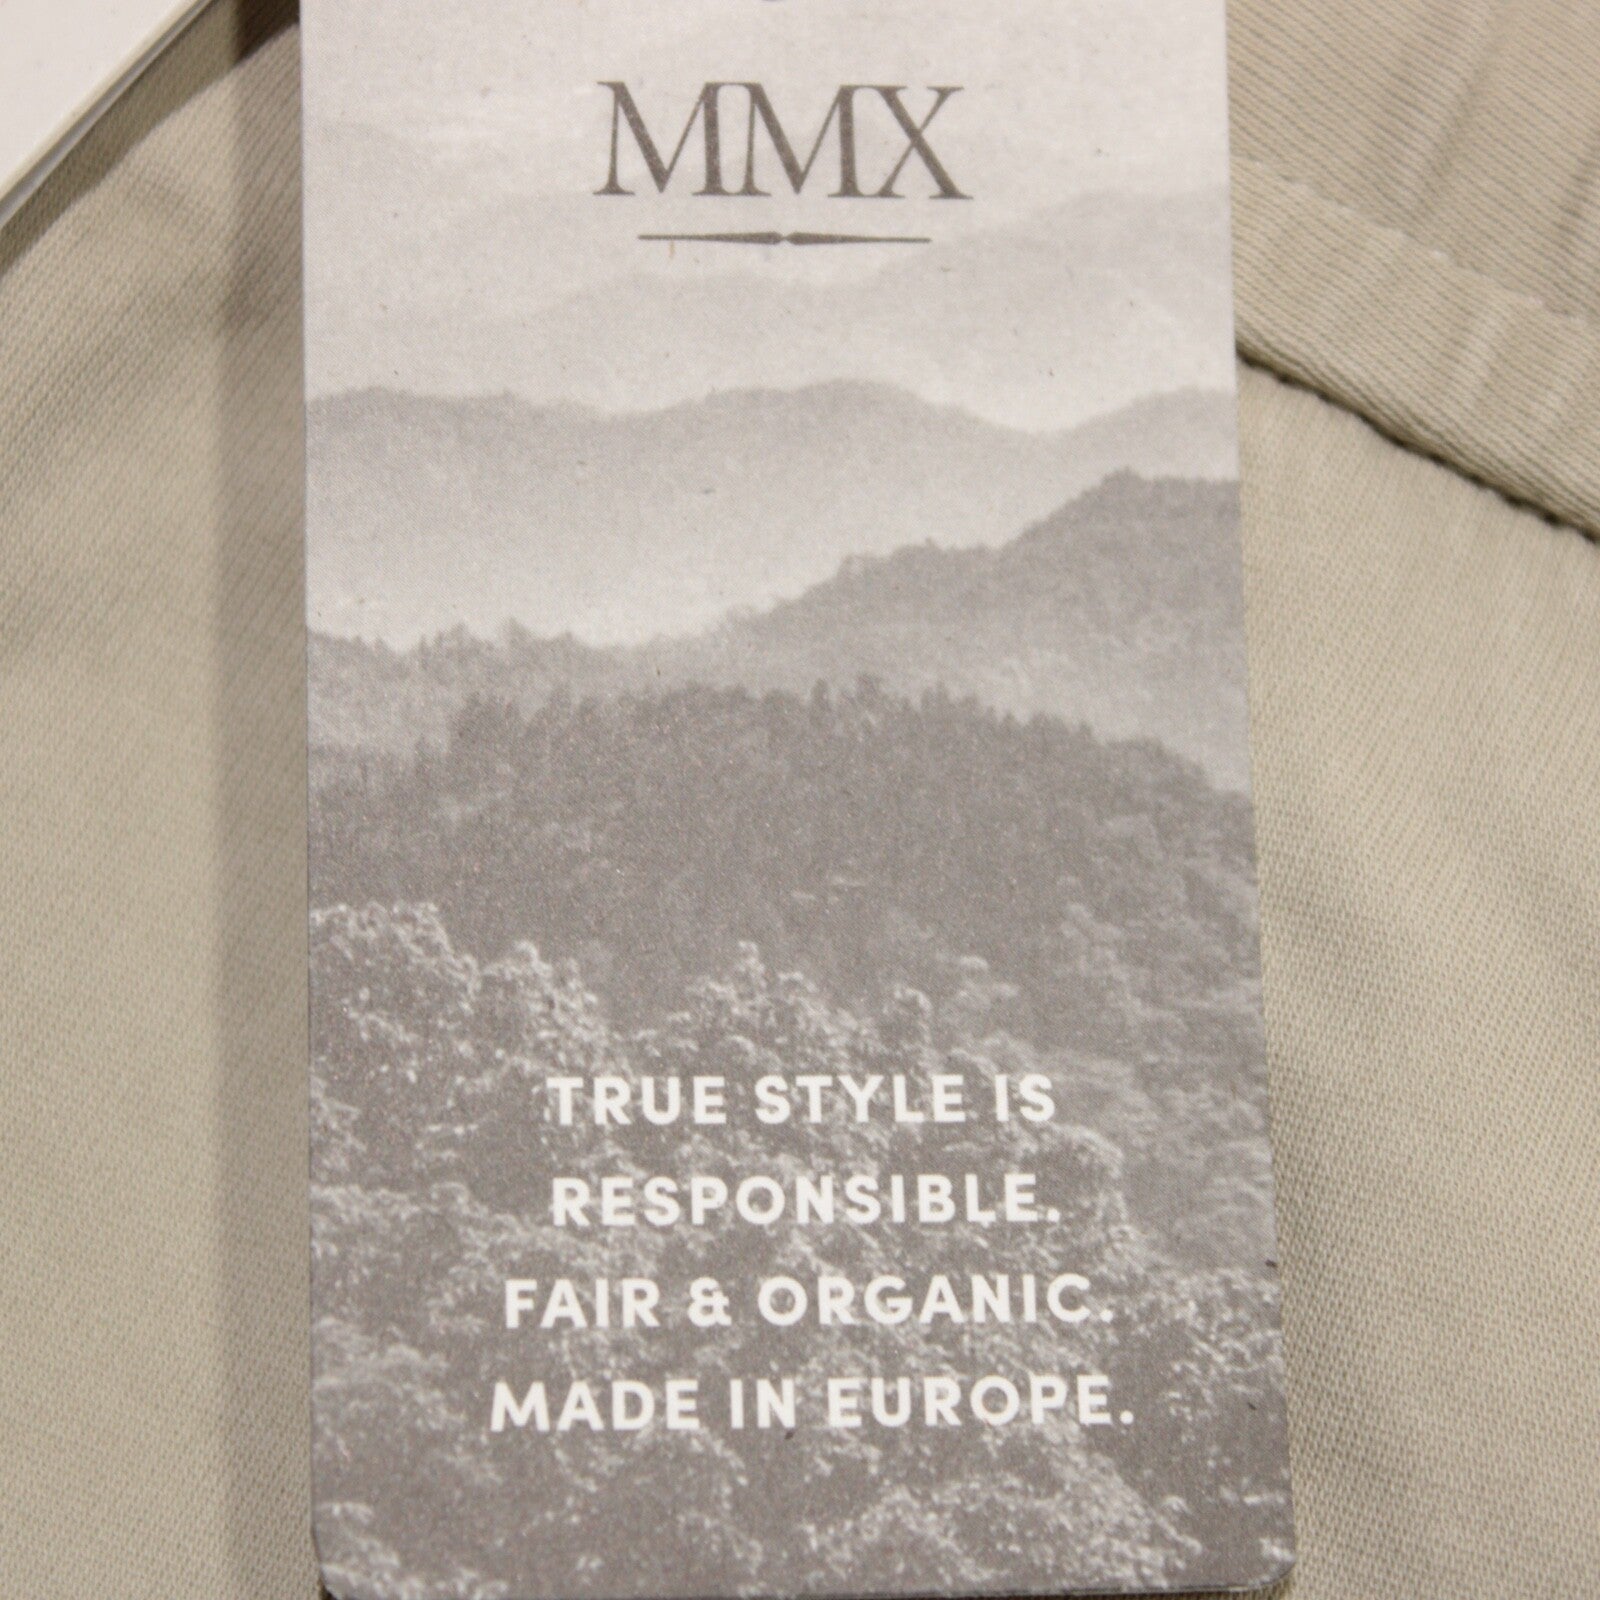 MMX
TRUE STYLE IS
RESPONSIBLE.
FAIR & ORGANIC.
MADE IN EUROPE.